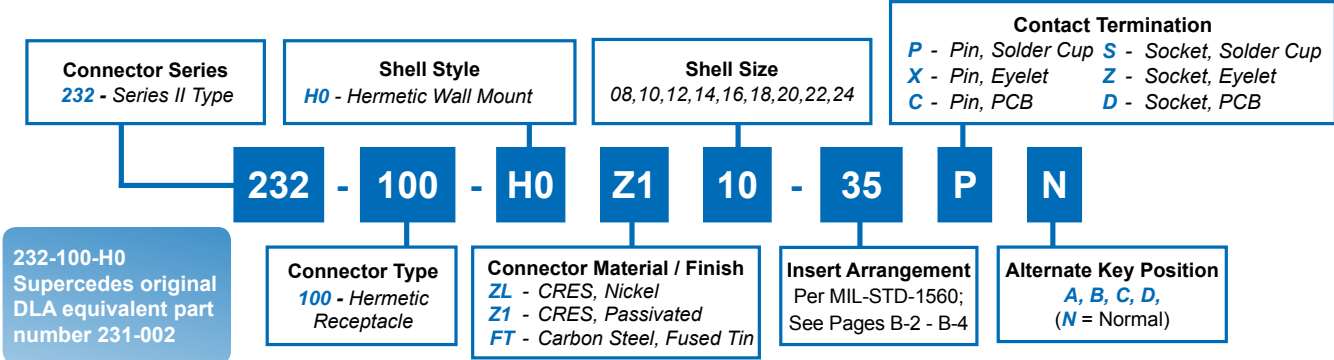 Contact Termination
P - Pin, Solder Cup S - Socket, Solder Cup
X - Pin, Eyelet Z - Socket, Eyelet
C - Pin, PCB D - Socket, PCB
Connector Series
232 - Series II Type
Shell Style
H0 - Hermetic Wall Mount
Shell Size
08,10,12,14,16,18,20,22,24
232 - 100 - H0 Z1 10 - 35 P N
232-100-H0
Supercedes original
DLA equivalent part
number 231-002
Connector Type
100 - Hermetic
Receptacle
Connector Material / Finish
ZL - CRES, Nickel
Z1 - CRES, Passivated
FT - Carbon Steel, Fused Tin
Insert Arrangement
Per MIL-STD-1560;
See Pages B-2 - B-4
Alternate Key Position
A, B, C, D,
(N = Normal)